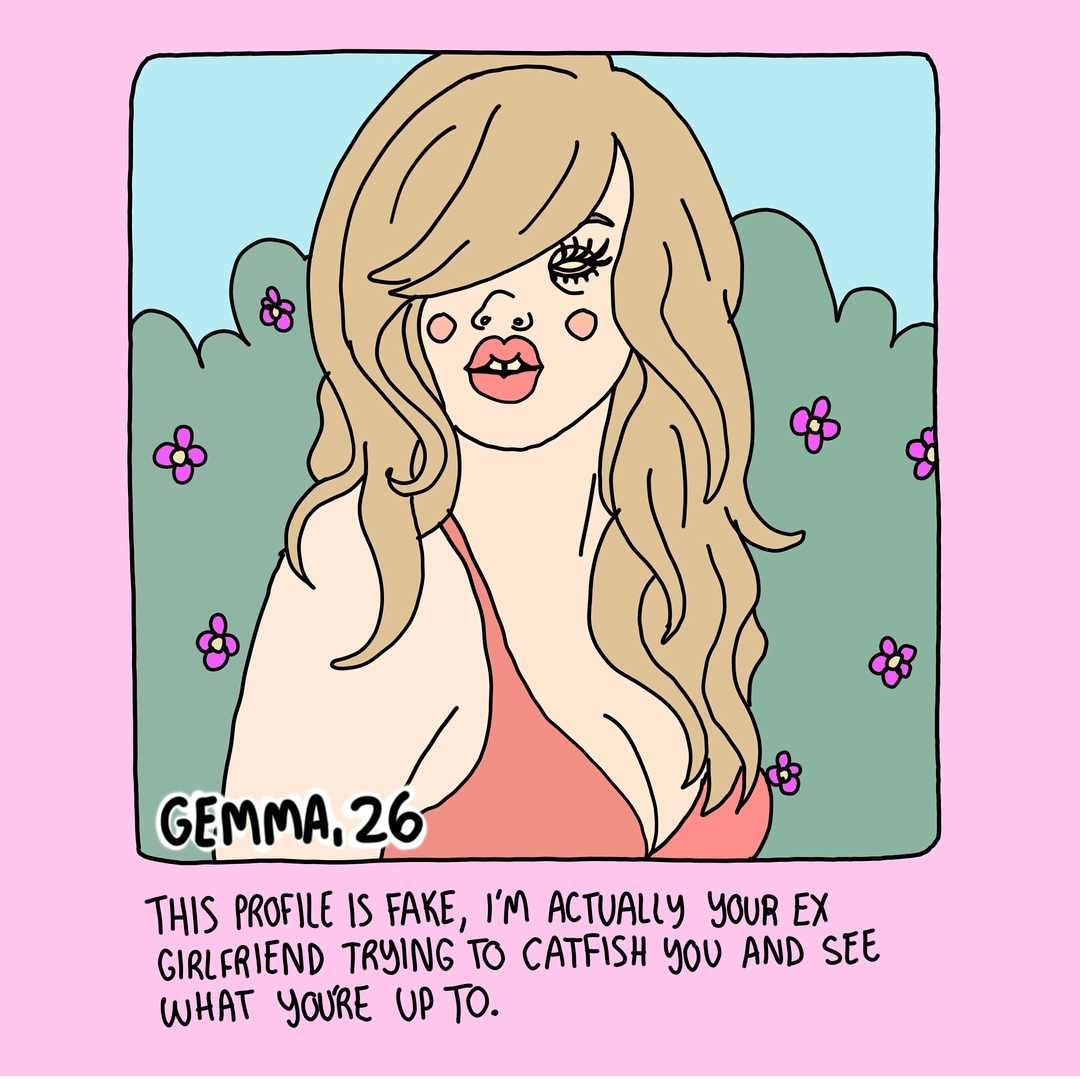 GEMMA, 26
THIS PROFILE IS FAKE, I'M ACTUALLY YOUR EX
GIRLFRIEND TRYING TO CATFISH YOU AND SEE
WHAT YOU'RE UP TO.